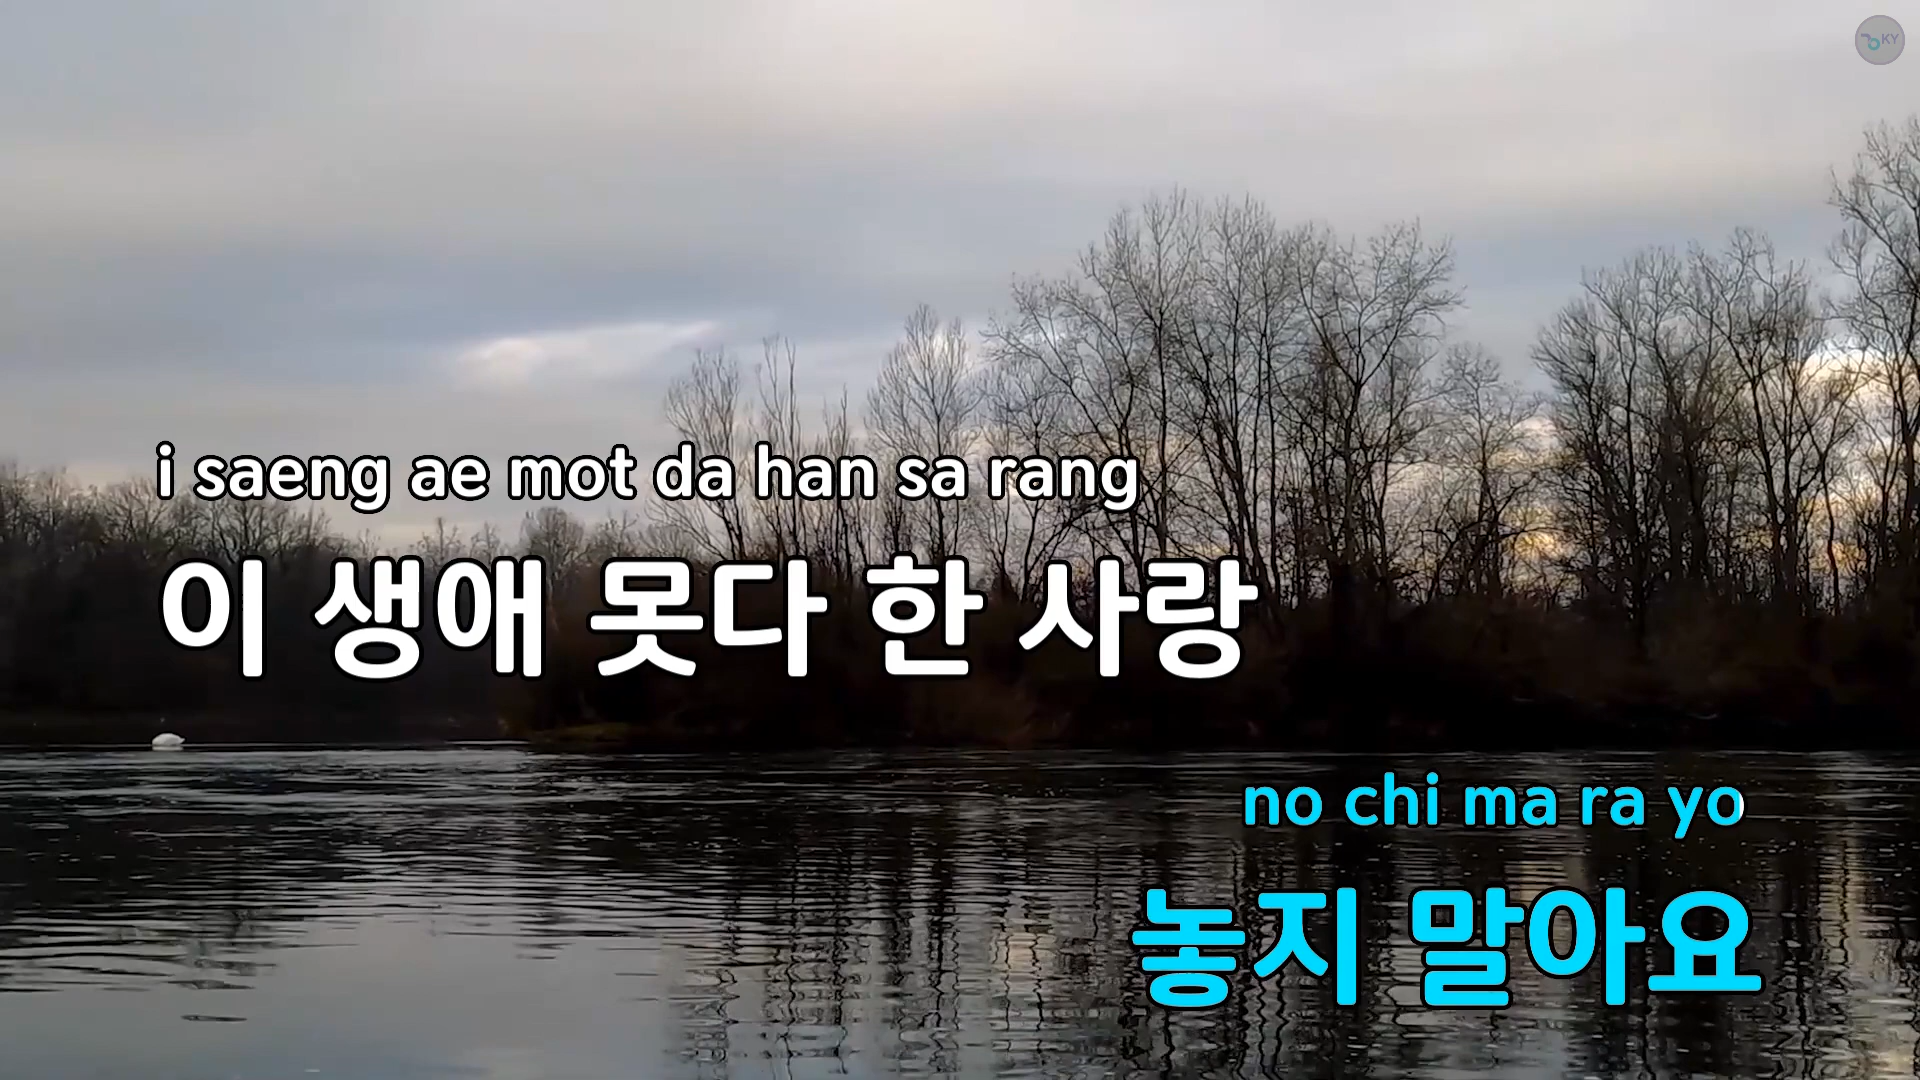 KY
i saeng ae mot da han sa rang
이 생애 못다 한 사랑
no chi ma ra yo
놓지 말아요